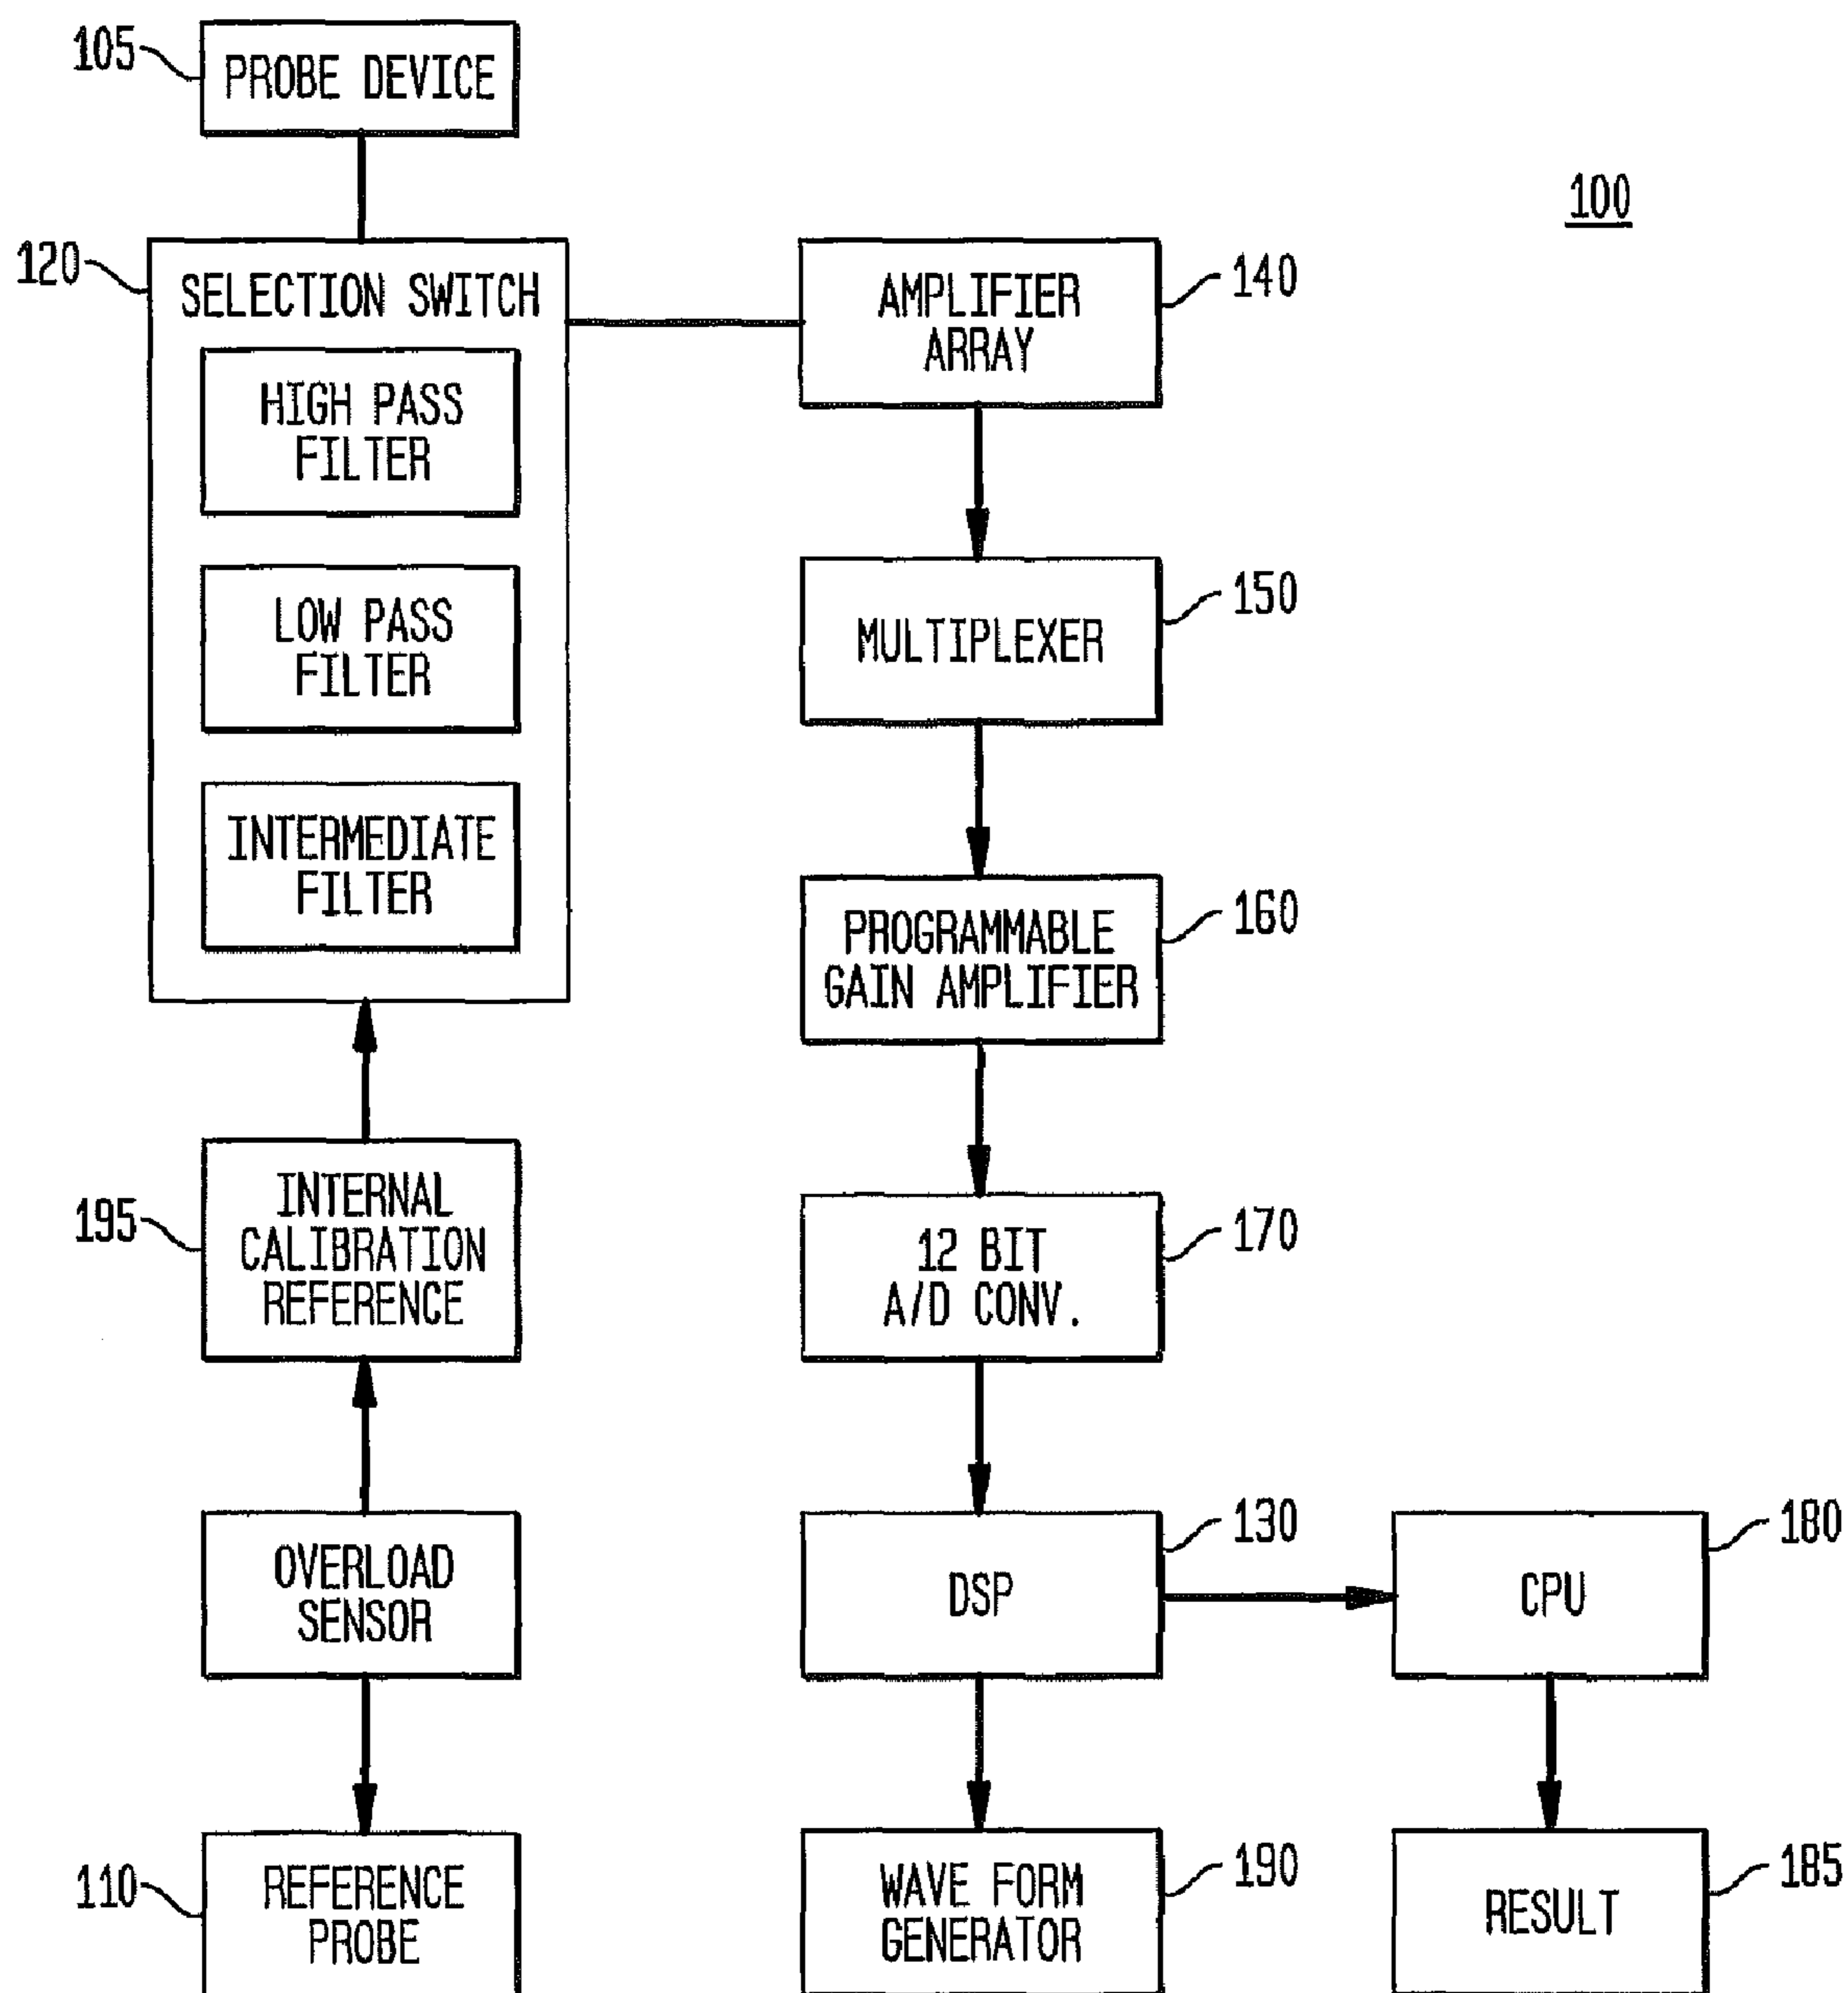 105
PROBE DEVICE
100
120
SELECTION SWITCH
HIGH PASS
FILTER
LOW PASS
FILTER
INTERMEDIATE
FILTER
195
INTERNAL
CALIBRATION
REFERENCE
OVERLOAD
SENSOR
110
REFERENCE
PROBE
AMPLIFIER
ARRAY
140
MULTIPLEXER
150
PROGRAMMABLE
GAIN AMPLIFIER
160
12 BIT
A/D CONV.
170
DSP
130
CPU
180
WAVE FORM
GENERATOR
190
RESULT
185